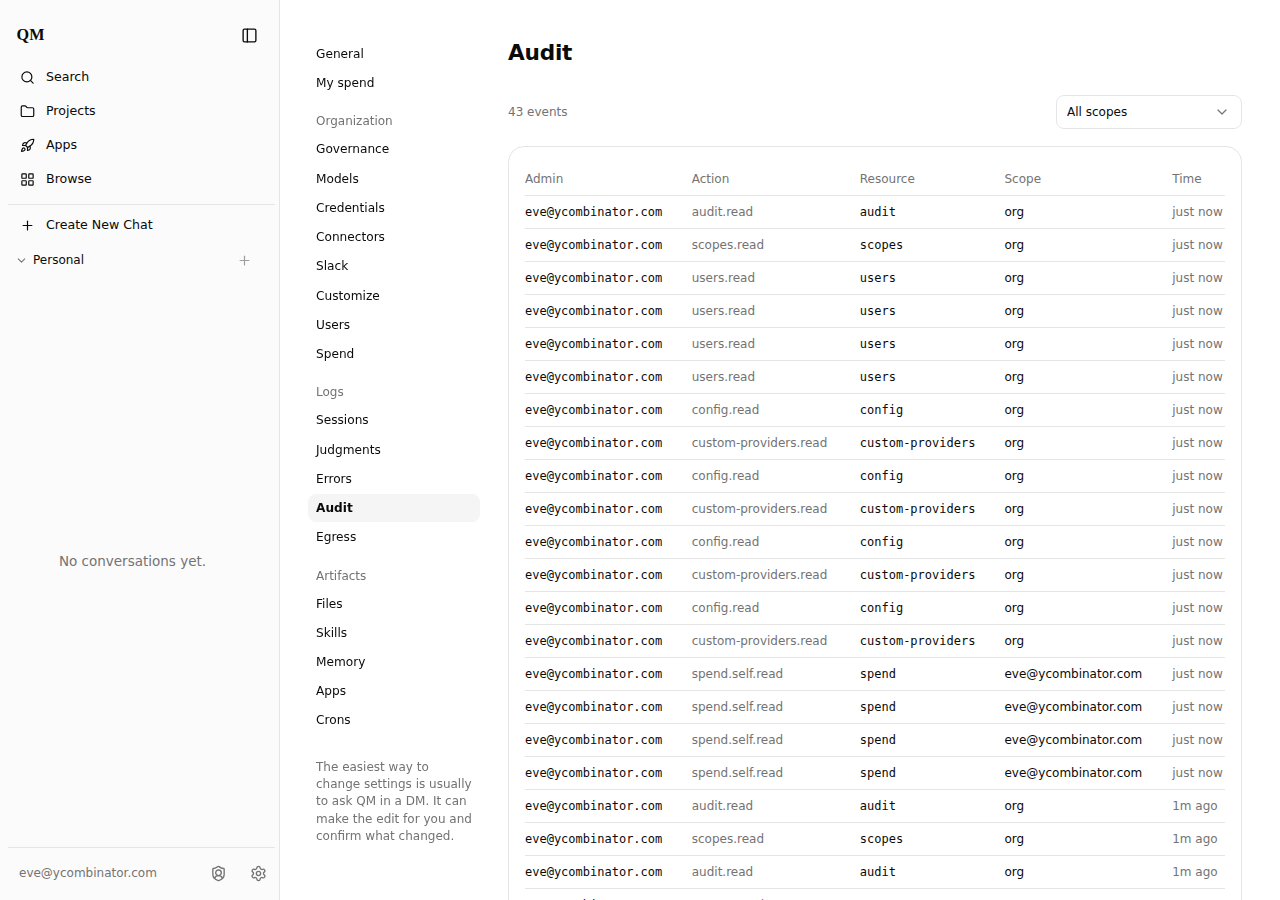 QM
Search
Projects
Apps
Browse
Create New Chat
Personal
No conversations yet.
eve@ycombinator.com
General
My spend
Organization
Governance
Models
Credentials
Connectors
Slack
Customize
Users
Spend
Logs
Sessions
Judgments
Errors
Audit
Egress
Artifacts
Files
Skills
Memory
Apps
Crons
The easiest way to
change settings is usually
to ask QM in a DM. It can
make the edit for you and
confirm what changed.
Audit
43 events
All scopes
Admin Action Resource Scope Time
eve@ycombinator.com audit.read audit org just now
eve@ycombinator.com scopes.read scopes org just now
eve@ycombinator.com users.read users org just now
eve@ycombinator.com users.read users org just now
eve@ycombinator.com users.read users org just now
eve@ycombinator.com users.read users org just now
eve@ycombinator.com config.read config org just now
eve@ycombinator.com custom-providers.read custom-providers org just now
eve@ycombinator.com config.read config org just now
eve@ycombinator.com custom-providers.read custom-providers org just now
eve@ycombinator.com config.read config org just now
eve@ycombinator.com custom-providers.read custom-providers org just now
eve@ycombinator.com config.read config org just now
eve@ycombinator.com custom-providers.read custom-providers org just now
eve@ycombinator.com spend.self.read spend eve@ycombinator.com just now
eve@ycombinator.com spend.self.read spend eve@ycombinator.com just now
eve@ycombinator.com spend.self.read spend eve@ycombinator.com just now
eve@ycombinator.com spend.self.read spend eve@ycombinator.com just now
eve@ycombinator.com audit.read audit org 1m ago
eve@ycombinator.com scopes.read scopes org 1m ago
eve@ycombinator.com audit.read audit org 1m ago